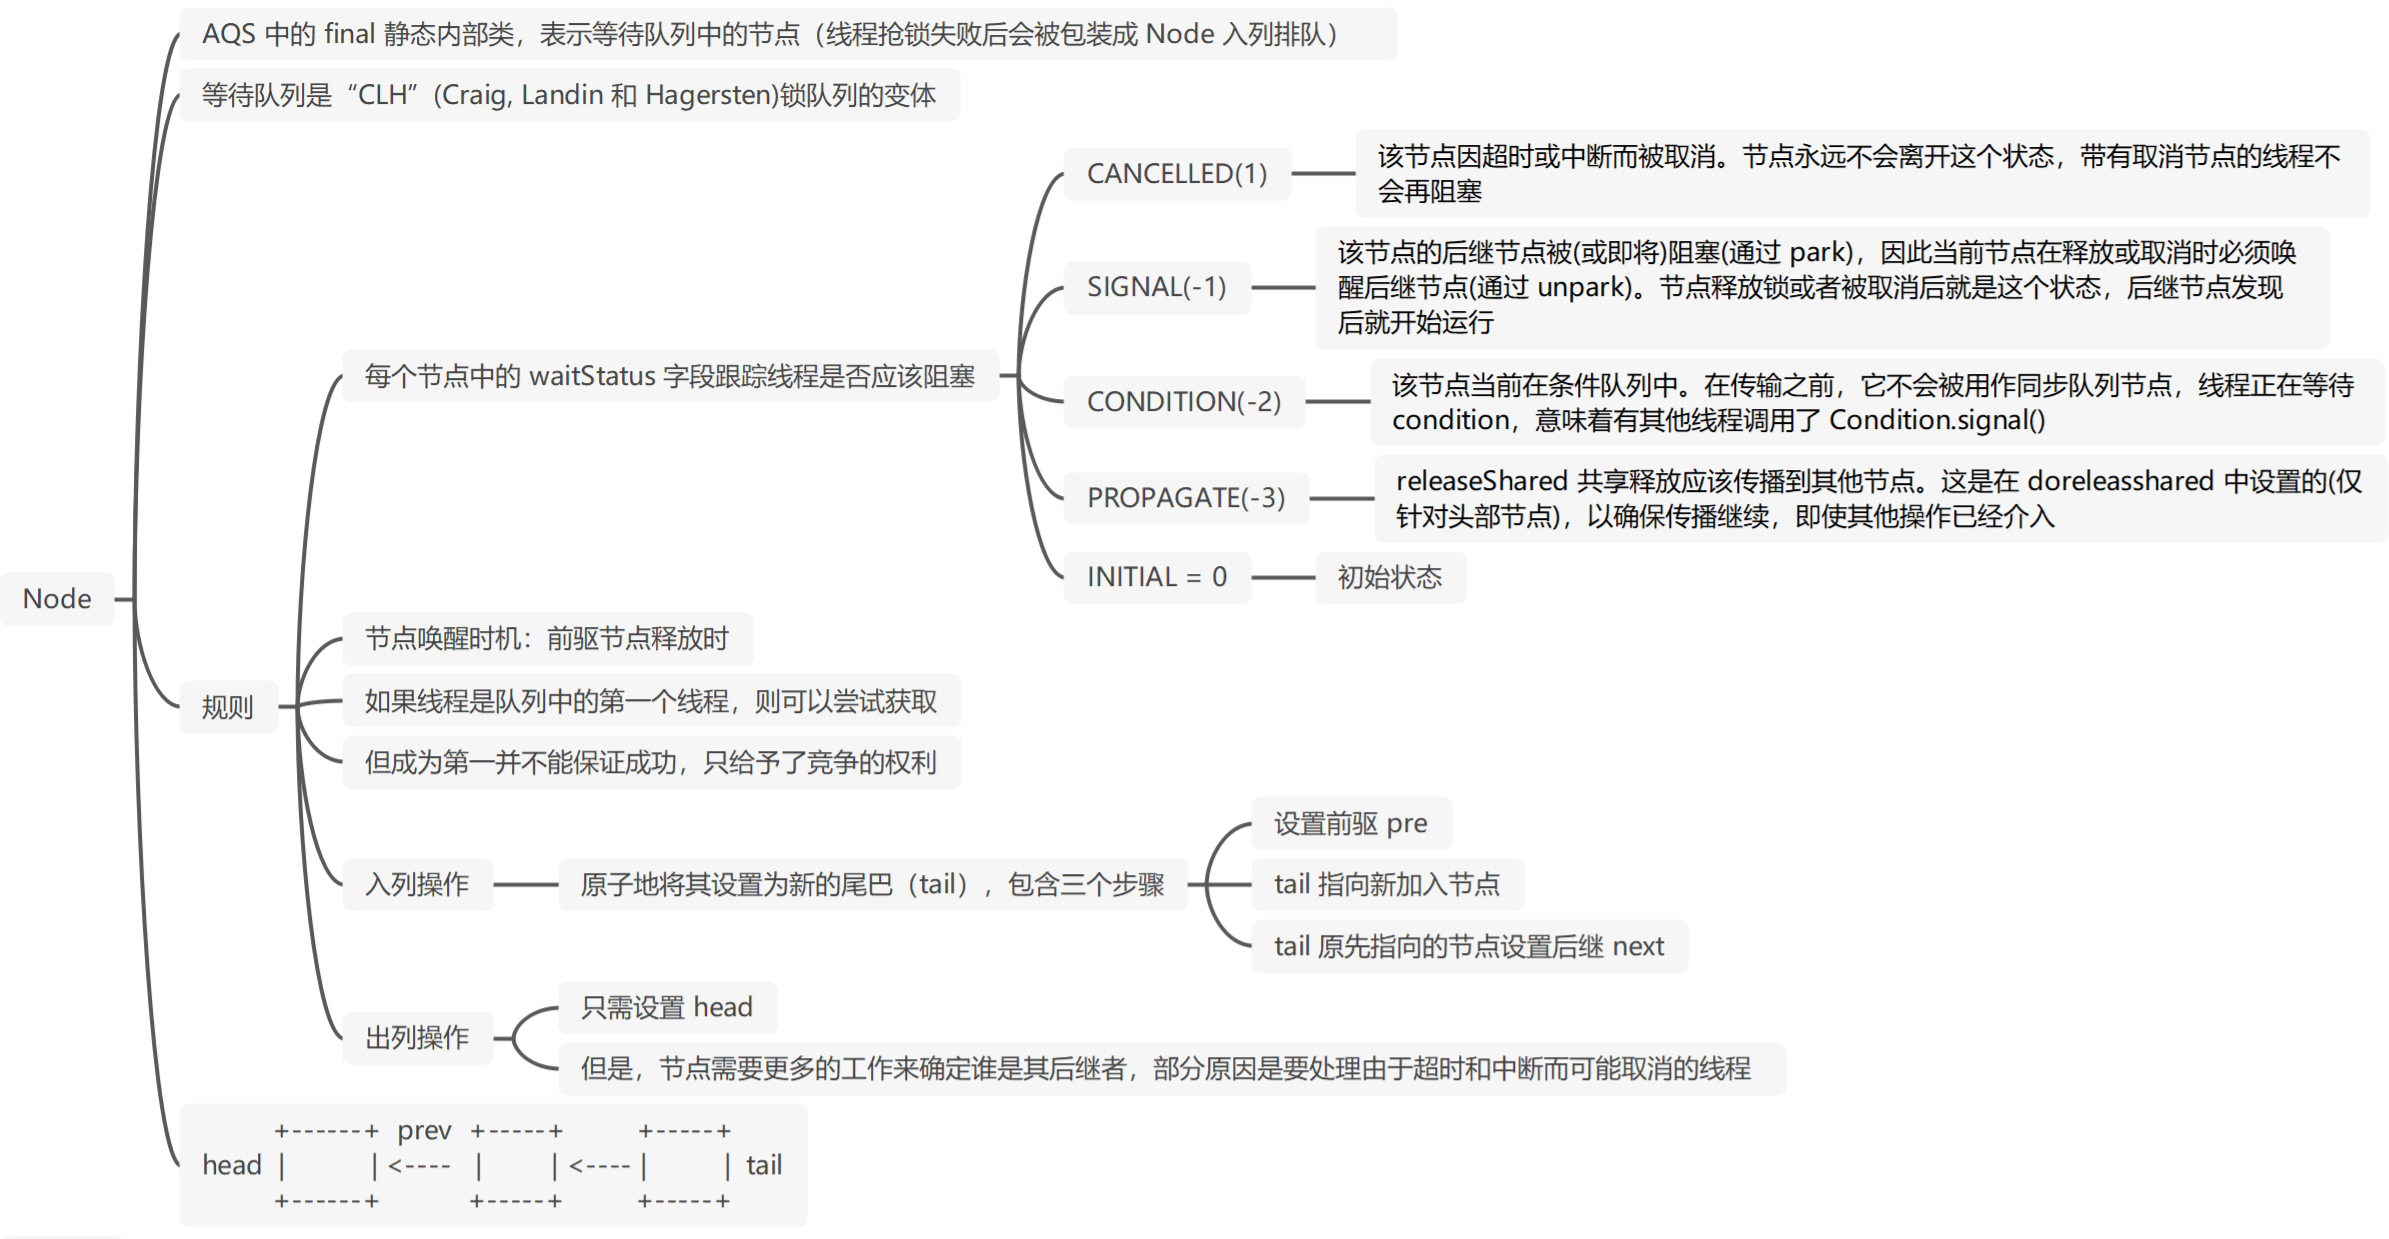 AQS 中的 final 静态内部类，表示等待队列中的节点（线程抢锁失败后会被包装成 Node 入列排队）
等待队列是“CLH”(Craig, Landin 和 Hagersten)锁队列的变体
CANCELLED(1)
该节点因超时或中断而被取消。节点永远不会离开这个状态，带有取消节点的线程不
会再阻塞
SIGNAL(-1)
该节点的后继节点被(或即将)阻塞(通过 park)，因此当前节点在释放或取消时必须唤
醒后继节点(通过 unpark)。节点释放锁或者被取消后就是这个状态，后继节点发现
后就开始运行
每个节点中的 waitStatus 字段跟踪线程是否应该阻塞
CONDITION(-2)
该节点当前在条件队列中。在传输之前，它不会被用作同步队列节点，线程正在等待
condition，意味着有其他线程调用了 Condition.signal()
PROPAGATE(-3)
releaseShared 共享释放应该传播到其他节点。这是在 doreleasshared 中设置的(仅
针对头部节点)，以确保传播继续，即使其他操作已经介入
INITIAL = 0
初始状态
Node
节点唤醒时机：前驱节点释放时
如果线程是队列中的第一个线程，则可以尝试获取
规则
但成为第一并不能保证成功，只给予了竞争的权利
设置前驱 pre
入列操作
原子地将其设置为新的尾巴（tail），包含三个步骤
tail 指向新加入节点
tail 原先指向的节点设置后继 next
只需设置 head
出列操作
但是，节点需要更多的工作来确定谁是其后继者，部分原因是要处理由于超时和中断而可能取消的线程
+------+ prev +-----+ +-----+
head | | <---- | | <---- | | tail
+------+ +-----+ +-----+